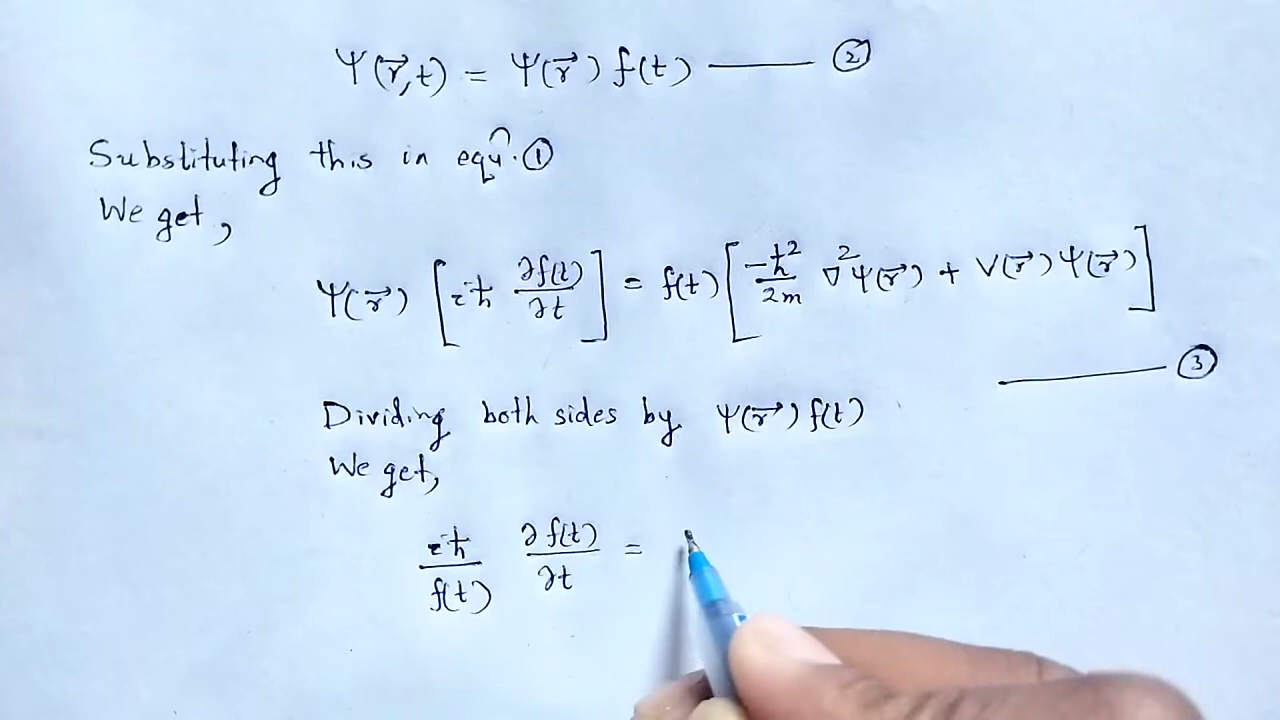 Ψ(r⃗,t) = Ψ(r⃗) f(t) —— ②
Substituting this in equⁿ. ①
We get,
Ψ(r⃗) [iħ ∂f(t)/∂t] = f(t) [-ħ²/2m ∇²Ψ(r⃗) + V(r⃗)Ψ(r⃗)]
—— ③
Dividing both sides by Ψ(r⃗) f(t)
We get,
iħ/f(t) ∂f(t)/∂t =